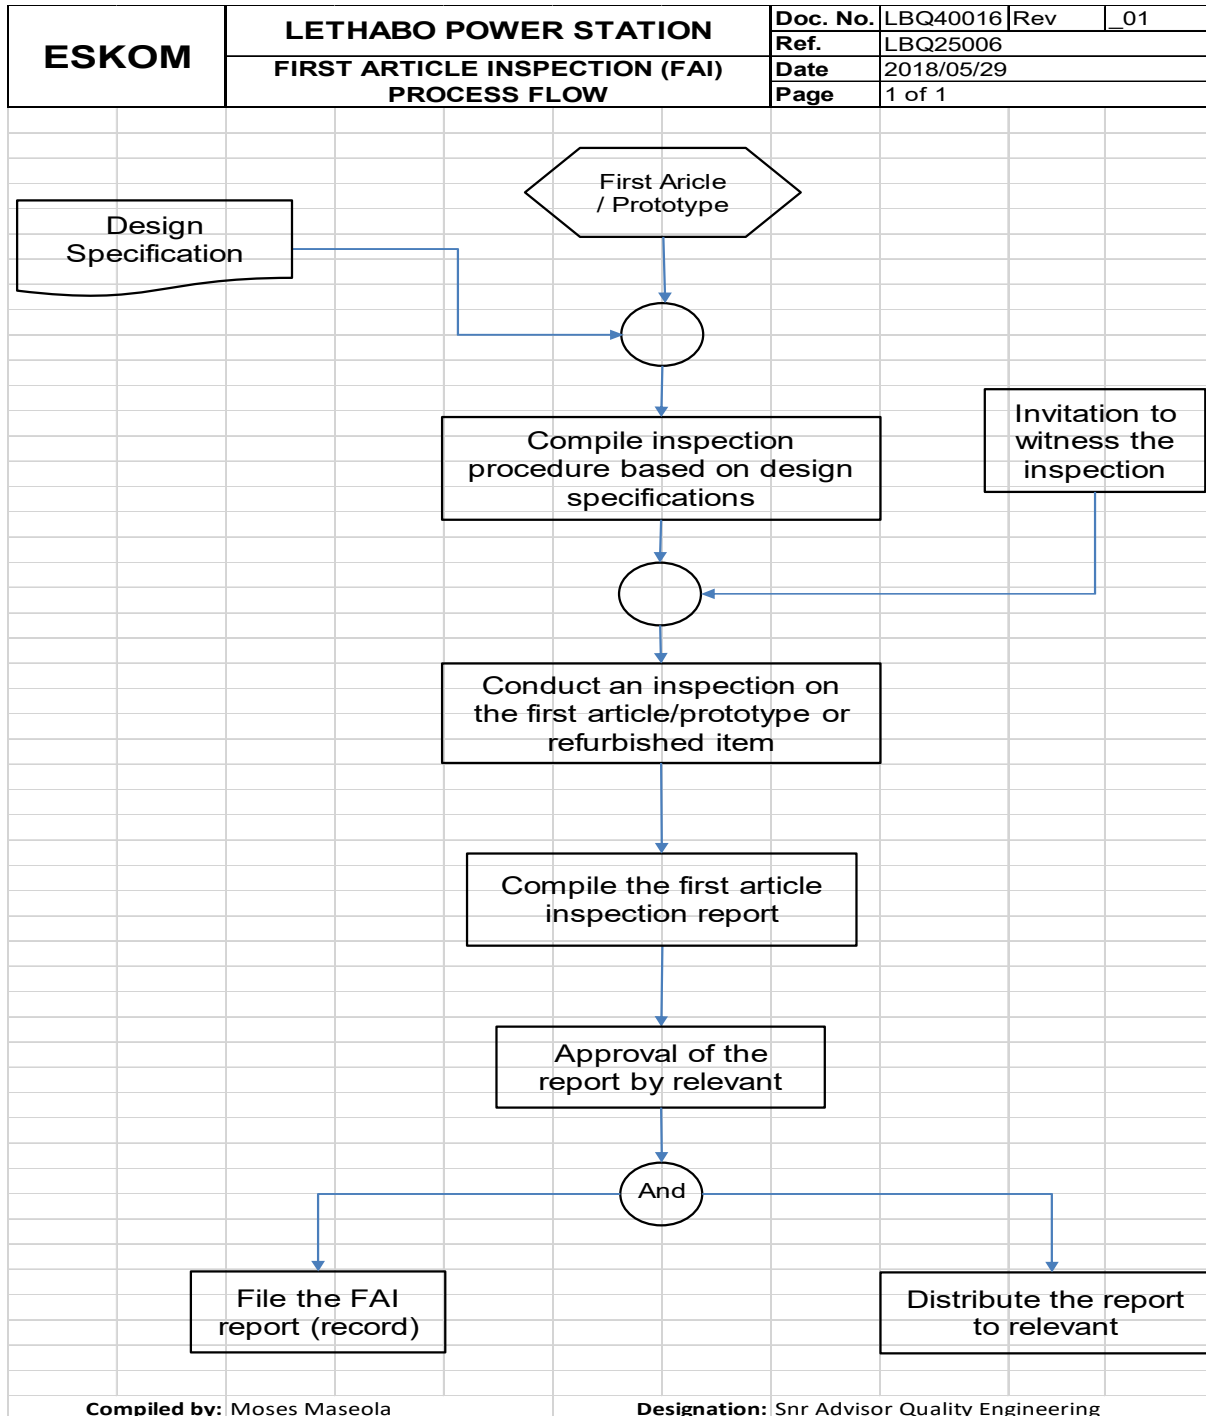 ESKOM
LETHABO POWER STATION
FIRST ARTICLE INSPECTION (FAI)
PROCESS FLOW
Doc. No. LBQ40016 Rev _01
Ref. LBQ25006
Date 2018/05/29
Page 1 of 1
First Aricle
/ Prototype
Design
Specification
Compile inspection
procedure based on design
specifications
Invitation to
witness the
inspection
Conduct an inspection on
the first article/prototype or
refurbished item
Compile the first article
inspection report
Approval of the
report by relevant
And
File the FAI
report (record)
Distribute the report
to relevant
Compiled by: Moses Maseola Designation: Snr Advisor Quality Engineering